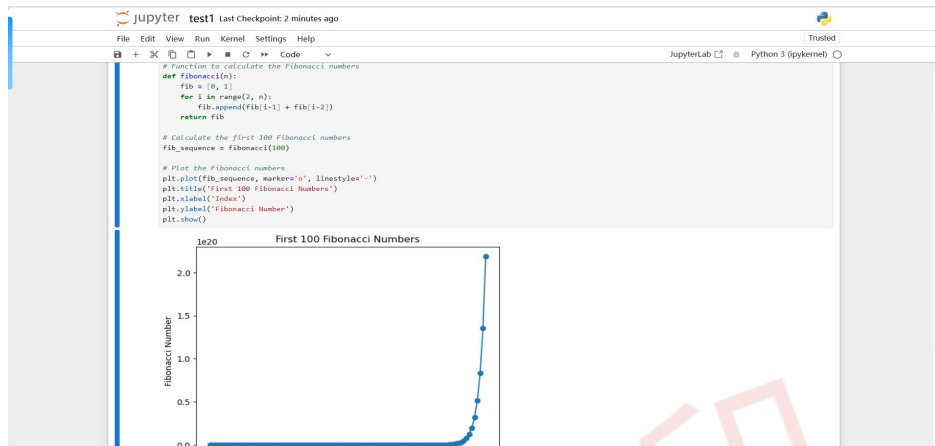 jupyter test1 Last Checkpoint: 2 minutes ago
File Edit View Run Kernel Settings Help Trusted
Code JupyterLab Python 3 (ipykernel)
# Function to calculate the Fibonacci numbers
def fibonacci(n):
    fib = [0, 1]
    for i in range(2, n):
        fib.append(fib[i-1] + fib[i-2])
    return fib
# Calculate the first 100 Fibonacci numbers
fib_sequence = fibonacci(100)
# Plot the Fibonacci numbers
plt.plot(fib_sequence, marker='o', linestyle='-')
plt.title('First 100 Fibonacci Numbers')
plt.xlabel('Index')
plt.ylabel('Fibonacci Number')
plt.show()
1e20 First 100 Fibonacci Numbers
Fibonacci Number
2.0
1.5
1.0
0.5
0.0